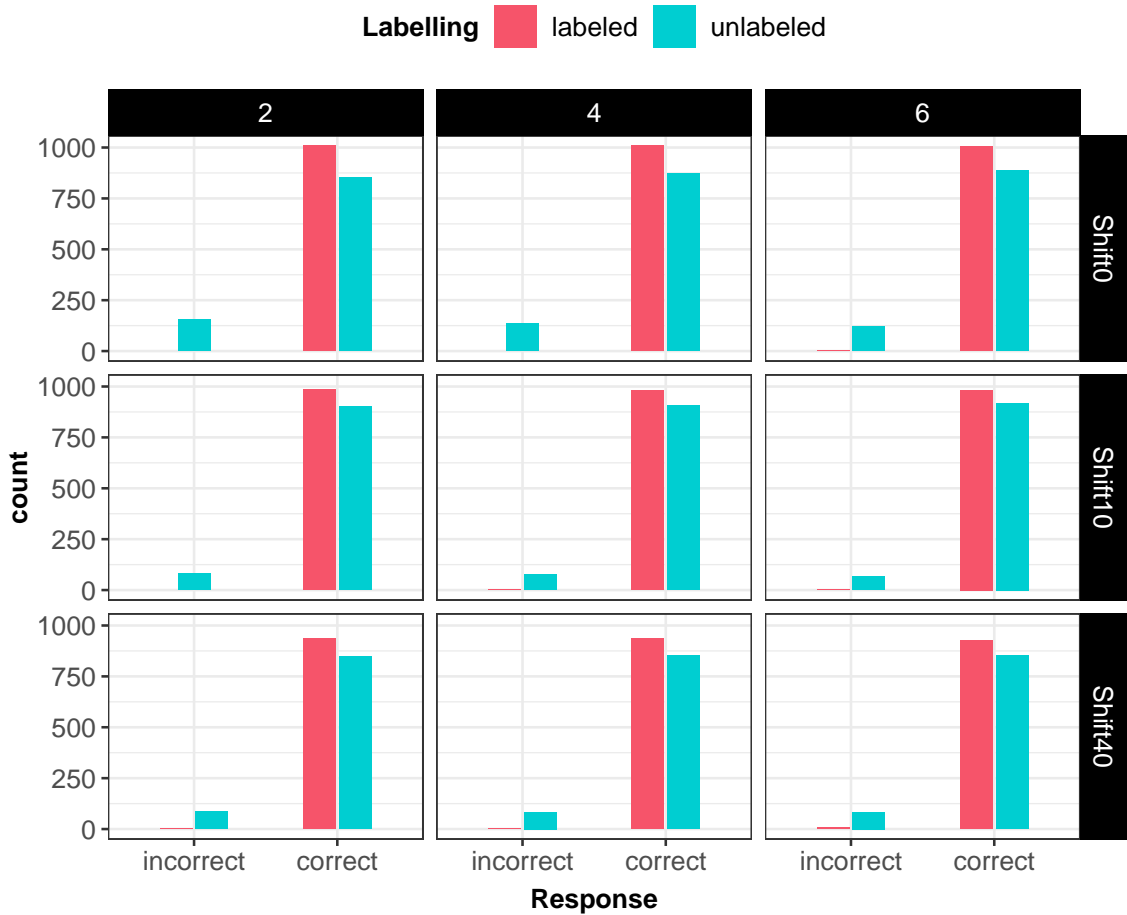 Labelling labeled unlabeled
2 4 6
1000
750
500
250
0
Shift0
1000
750
500
250
0
Shift10
count
1000
750
500
250
0
Shift40
incorrect correct incorrect correct incorrect correct
Response